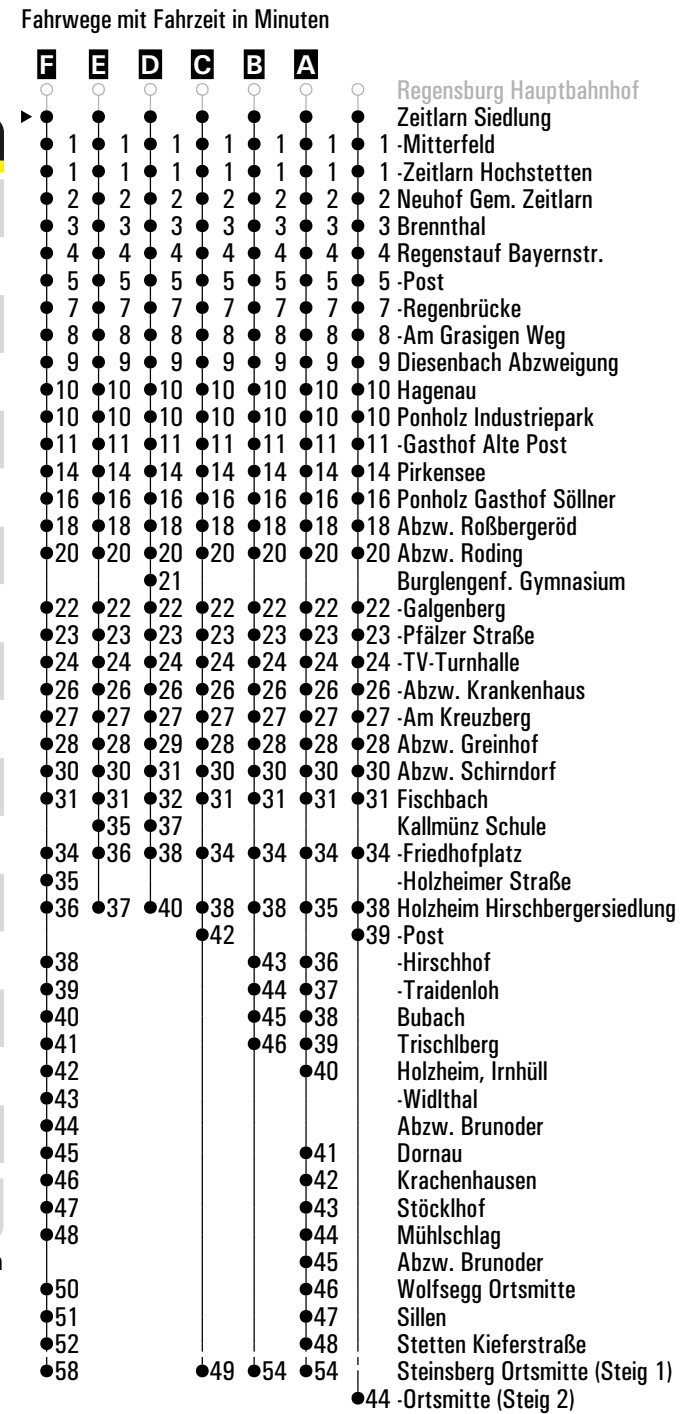 Fahrwege mit Fahrzeit in Minuten
F E D C B A
Regensburg Hauptbahnhof
Zeitlarn Siedlung
1 1 1 1 1 1 1 -Mitterfeld
1 1 1 1 1 1 1 -Zeitlarn Hochstetten
2 2 2 2 2 2 2 Neuhof Gem. Zeitlarn
3 3 3 3 3 3 3 Brennthal
4 4 4 4 4 4 4 Regenstauf Bayernstr.
5 5 5 5 5 5 5 -Post
7 7 7 7 7 7 7 -Regenbrücke
8 8 8 8 8 8 8 -Am Grasigen Weg
9 9 9 9 9 9 9 Diesenbach Abzweigung
10 10 10 10 10 10 10 Hagenau
10 10 10 10 10 10 10 Ponholz Industriepark
11 11 11 11 11 11 11 -Gasthof Alte Post
14 14 14 14 14 14 14 Pirkensee
16 16 16 16 16 16 16 Ponholz Gasthof Söllner
18 18 18 18 18 18 18 Abzw. Roßbergeröd
20 20 20 20 20 20 20 Abzw. Roding
21 Burglengenf. Gymnasium
22 22 22 22 22 22 22 -Galgenberg
23 23 23 23 23 23 23 -Pfälzer Straße
24 24 24 24 24 24 24 -TV-Turnhalle
26 26 26 26 26 26 26 -Abzw. Krankenhaus
27 27 27 27 27 27 27 -Am Kreuzberg
28 28 29 28 28 28 28 Abzw. Greinhof
30 30 31 30 30 30 30 Abzw. Schirndorf
31 31 32 31 31 31 31 Fischbach
35 37 Kallmünz Schule
34 36 38 34 34 34 34 -Friedhofplatz
35 -Holzheimer Straße
36 37 40 38 38 35 38 Holzheim Hirschbergersiedlung
42 39 -Post
38 43 36 -Hirschhof
39 44 37 -Traidenloh
40 45 38 Bubach
41 46 39 Trischlberg
42 40 Holzheim, Irnhüll
43 -Widlthal
44 Abzw. Brunoder
45 41 Dornau
46 42 Krachenhausen
47 43 Stöcklhof
48 44 Mühlschlag
45 Abzw. Brunoder
50 46 Wolfsegg Ortsmitte
51 47 Sillen
52 48 Stetten Kieferstraße
58 49 54 54 Steinsberg Ortsmitte (Steig 1)
44 -Ortsmitte (Steig 2)